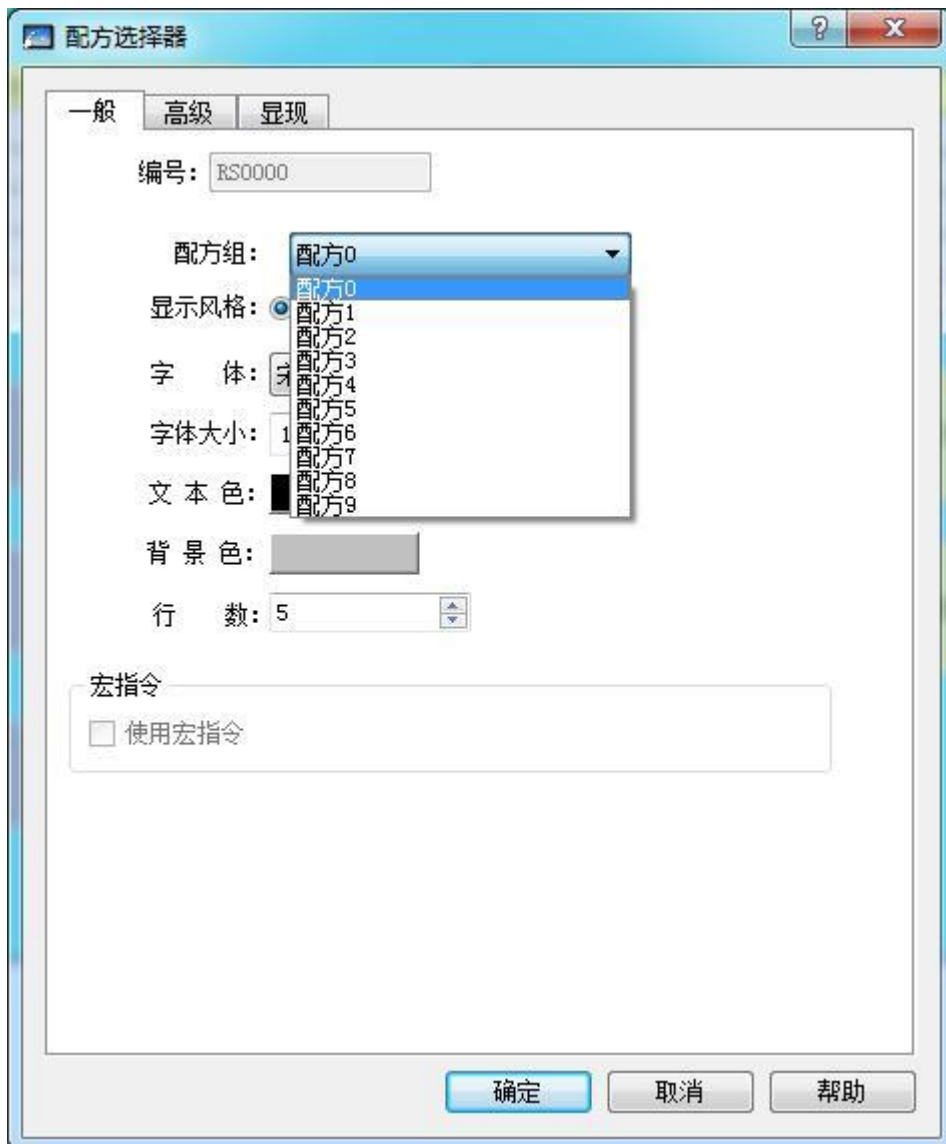 配方选择器
一般 高级 显现
编号: RS0000
配方组: 配方0
配方0
显示风格:
配方1
配方2
配方3
字 体:
配方4
配方5
字体大小: 1
配方6
配方7
文 本 色:
配方8
配方9
背 景 色:
行 数: 5
宏指令
使用宏指令
确定 取消 帮助